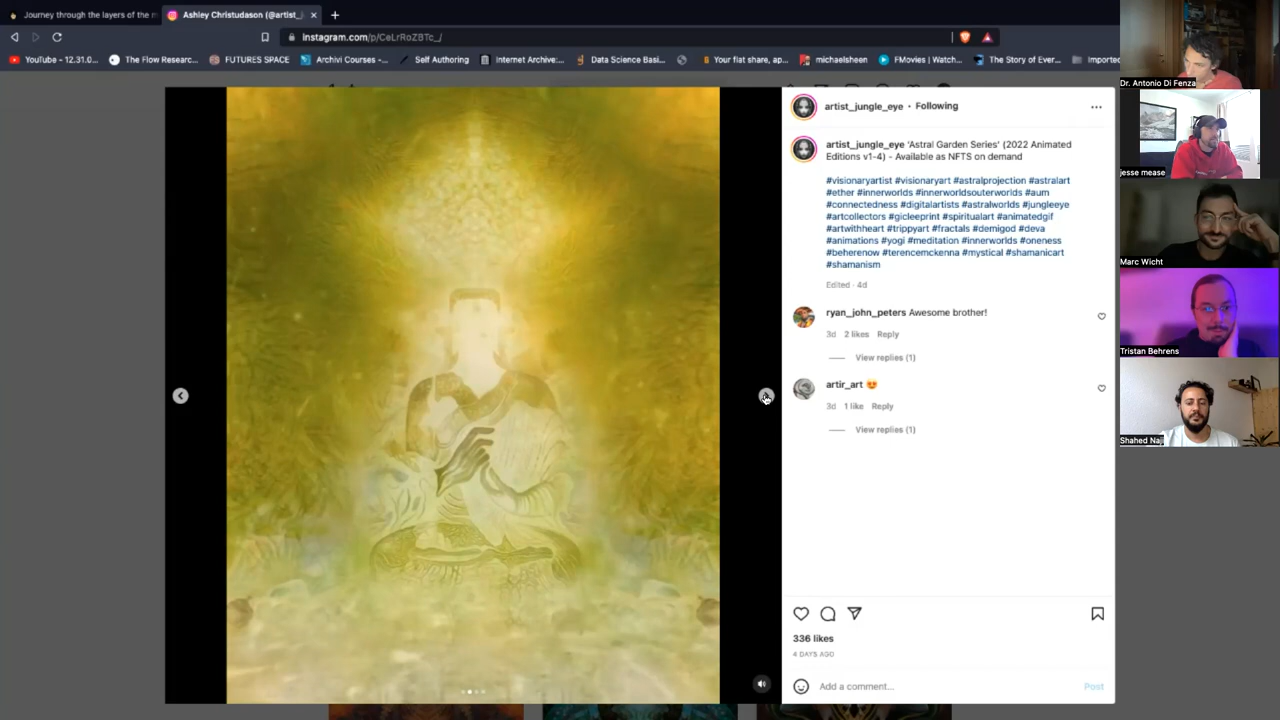 Journey through the layers of the m
Ashley Christudason (@artist_j
instagram.com/p/CeLrRoZBTc_/
YouTube - 12.31.0...
The Flow Researc...
FUTURES SPACE
Archivi Courses -...
Self Authoring
Internet Archive:...
Data Science Basi...
Your flat share, ap...
michaelsheen
FMovies | Watch...
The Story of Ever...
Imported
artist_jungle_eye • Following
artist_jungle_eye 'Astral Garden Series' (2022 Animated
Editions v1-4) - Available as NFTS on demand
#visionaryartist #visionaryart #astralprojection #astralart
#ether #innerworlds #innerworldsouterworlds #aum
#connectedness #digitalartists #astralworlds #jungleeye
#artcollectors #gicleeprint #spiritualart #animatedgif
#artwithheart #trippyart #fractals #demigod #deva
#animations #yogi #meditation #innerworlds #oneness
#beherenow #terencemckenna #mystical #shamanicart
#shamanism
Edited · 4d
ryan_john_peters Awesome brother!
3d 2 likes Reply
View replies (1)
artir_art 😍
3d 1 like Reply
View replies (1)
336 likes
4 DAYS AGO
Add a comment...
Post
Dr. Antonio Di Fenza
jesse mease
Marc Wicht
Tristan Behrens
Shahed Naji